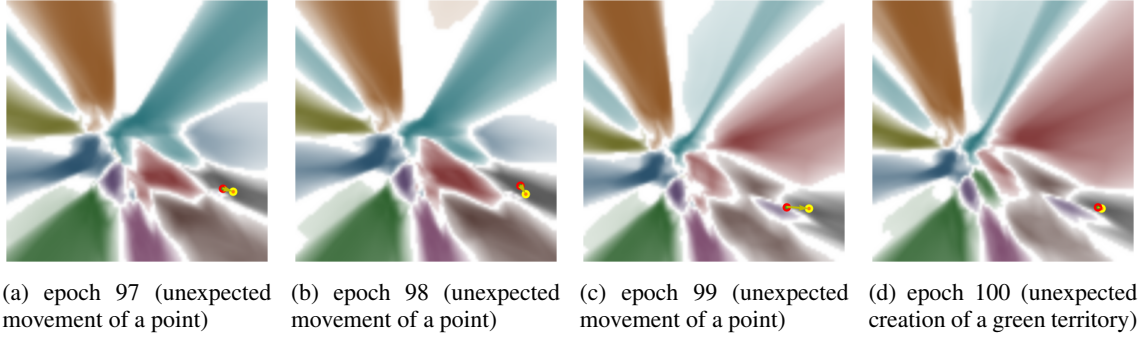 (a) epoch 97 (unexpected
movement of a point)
(b) epoch 98 (unexpected
movement of a point)
(c) epoch 99 (unexpected
movement of a point)
(d) epoch 100 (unexpected
creation of a green territory)